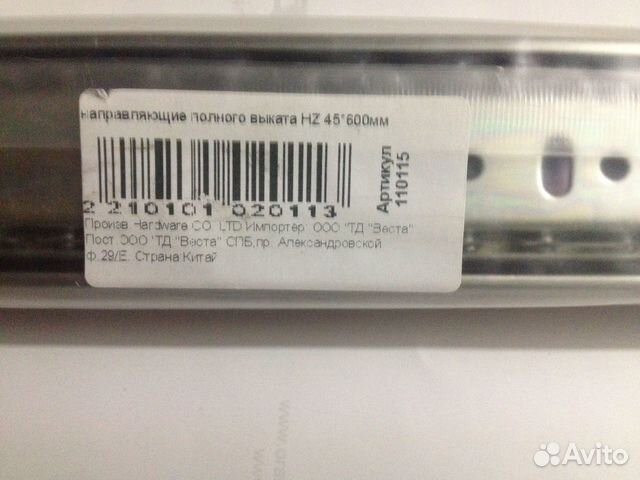 направляющие полного выката HZ 45*600мм
Артикул
110115
2 210101 020113
Произв Hardware CO. LTD Импортер: ООО "ТД "Веста"
Пост. ООО "ТД "Веста" СПБ,пр. Александровской
ф.29/Е. Страна Китай
www.
Avito